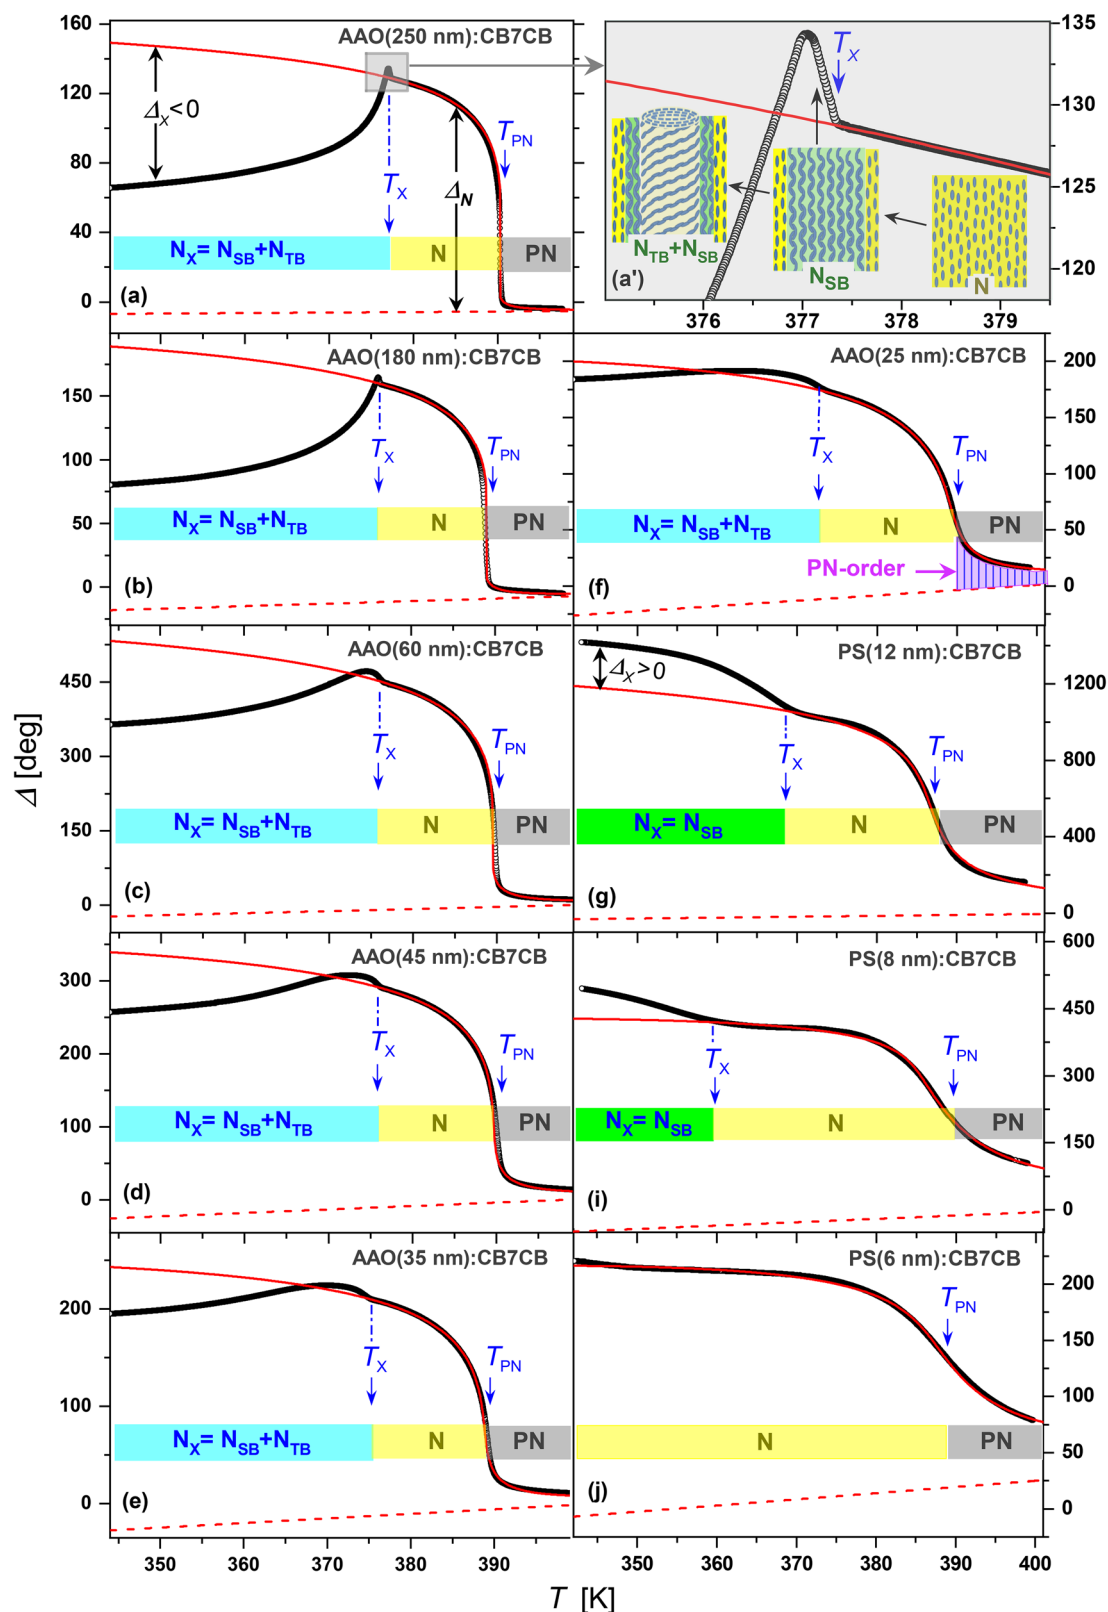 AAO(250 nm):CB7CB
160
120
80
40
0
Δx<0
ΔN
TX
TPN
NX= NSB+NTB
N
PN
(a)
135
130
125
120
376
377
378
379
TX
NTB+NSB
NSB
N
(a')
AAO(180 nm):CB7CB
150
100
50
0
TX
TPN
NX= NSB+NTB
N
PN
(b)
AAO(25 nm):CB7CB
200
150
100
50
0
TX
TPN
NX= NSB+NTB
N
PN
PN-order
(f)
AAO(60 nm):CB7CB
450
300
150
0
TX
TPN
NX= NSB+NTB
N
PN
(c)
PS(12 nm):CB7CB
1200
800
400
0
Δx>0
TX
TPN
NX= NSB
N
PN
(g)
AAO(45 nm):CB7CB
300
200
100
0
TX
TPN
NX= NSB+NTB
N
PN
(d)
PS(8 nm):CB7CB
600
450
300
150
0
TX
TPN
NX= NSB
N
PN
(i)
AAO(35 nm):CB7CB
200
100
0
TX
TPN
NX= NSB+NTB
N
PN
(e)
PS(6 nm):CB7CB
200
150
100
50
0
TPN
N
PN
(j)
350
360
370
380
390
350
360
370
380
390
400
Δ [deg]
T [K]